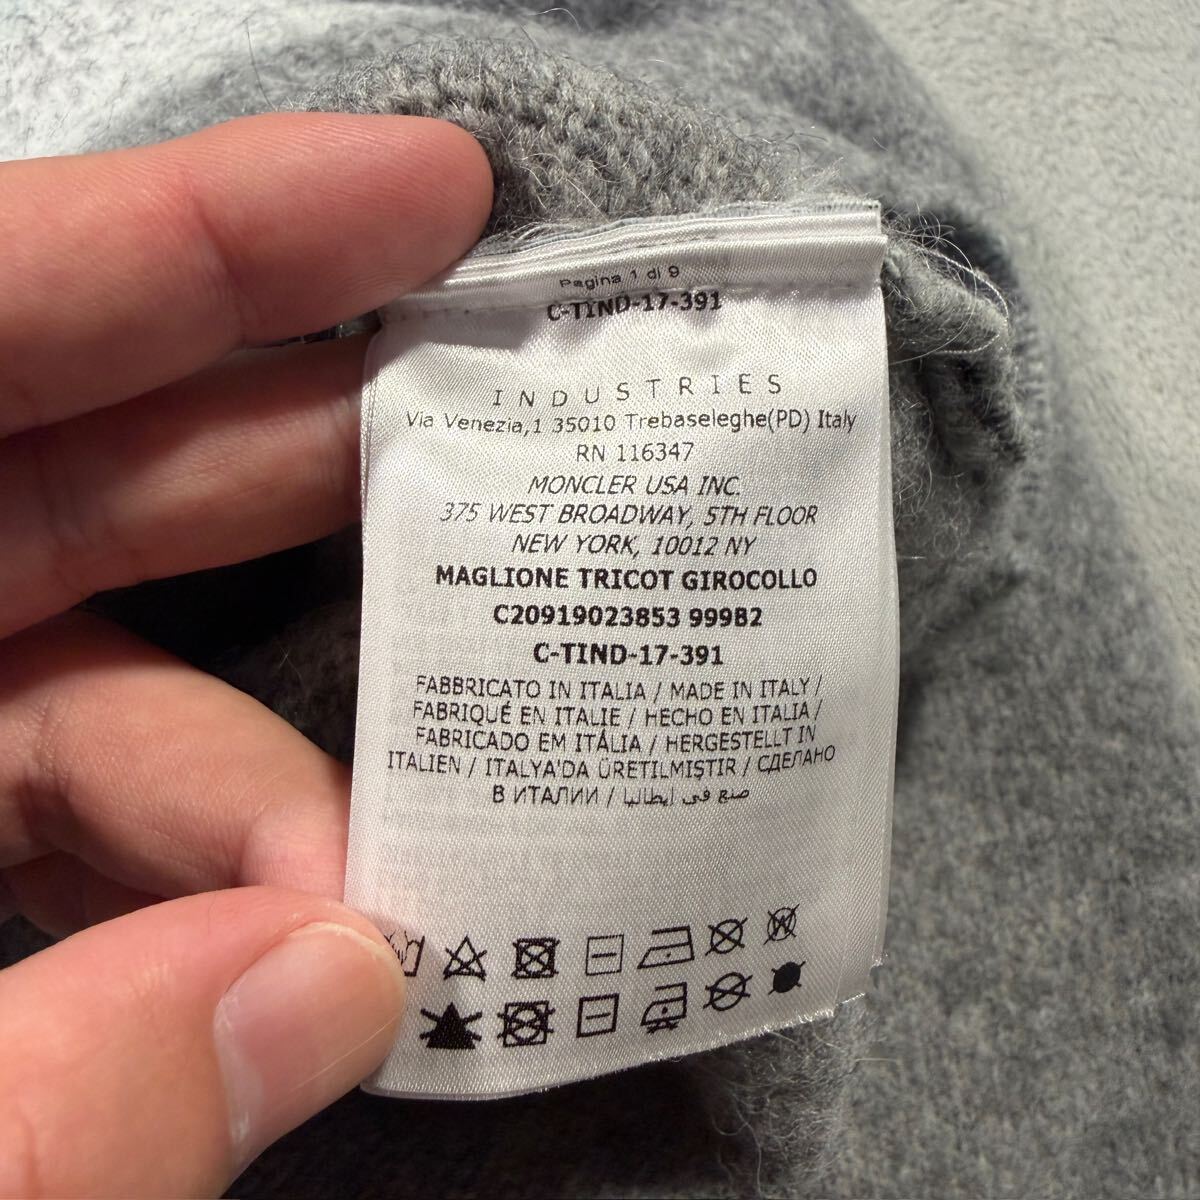 Pagina 1 di 9
C-TIND-17-391
INDUSTRIES
Via Venezia,1 35010 Trebaseleghe(PD) Italy
RN 116347
MONCLER USA INC.
375 WEST BROADWAY, 5TH FLOOR
NEW YORK, 10012 NY
MAGLIONE TRICOT GIROCOLLO
C20919023853 999B2
C-TIND-17-391
FABBRICATO IN ITALIA / MADE IN ITALY /
FABRIQUÉ EN ITALIE / HECHO EN ITALIA /
FABRICADO EM ITÁLIA / HERGESTELLT IN
ITALIEN / ITALYA'DA ÜRETILMIŞTIR / СДЕЛАНО
В ИТАЛИИ / صنع في إيطاليا
W